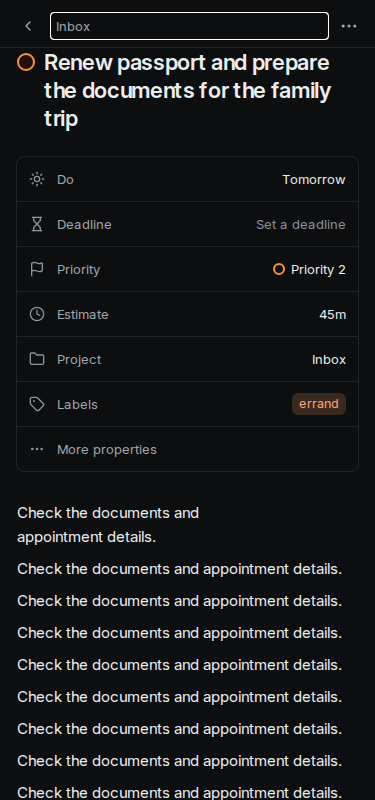 Inbox
Renew passport and prepare
the documents for the family
trip
Do
Tomorrow
Deadline
Set a deadline
Priority
Priority 2
Estimate
45m
Project
Inbox
Labels
errand
More properties
Check the documents and
appointment details.
Check the documents and appointment details.
Check the documents and appointment details.
Check the documents and appointment details.
Check the documents and appointment details.
Check the documents and appointment details.
Check the documents and appointment details.
Check the documents and appointment details.
Check the documents and appointment details.